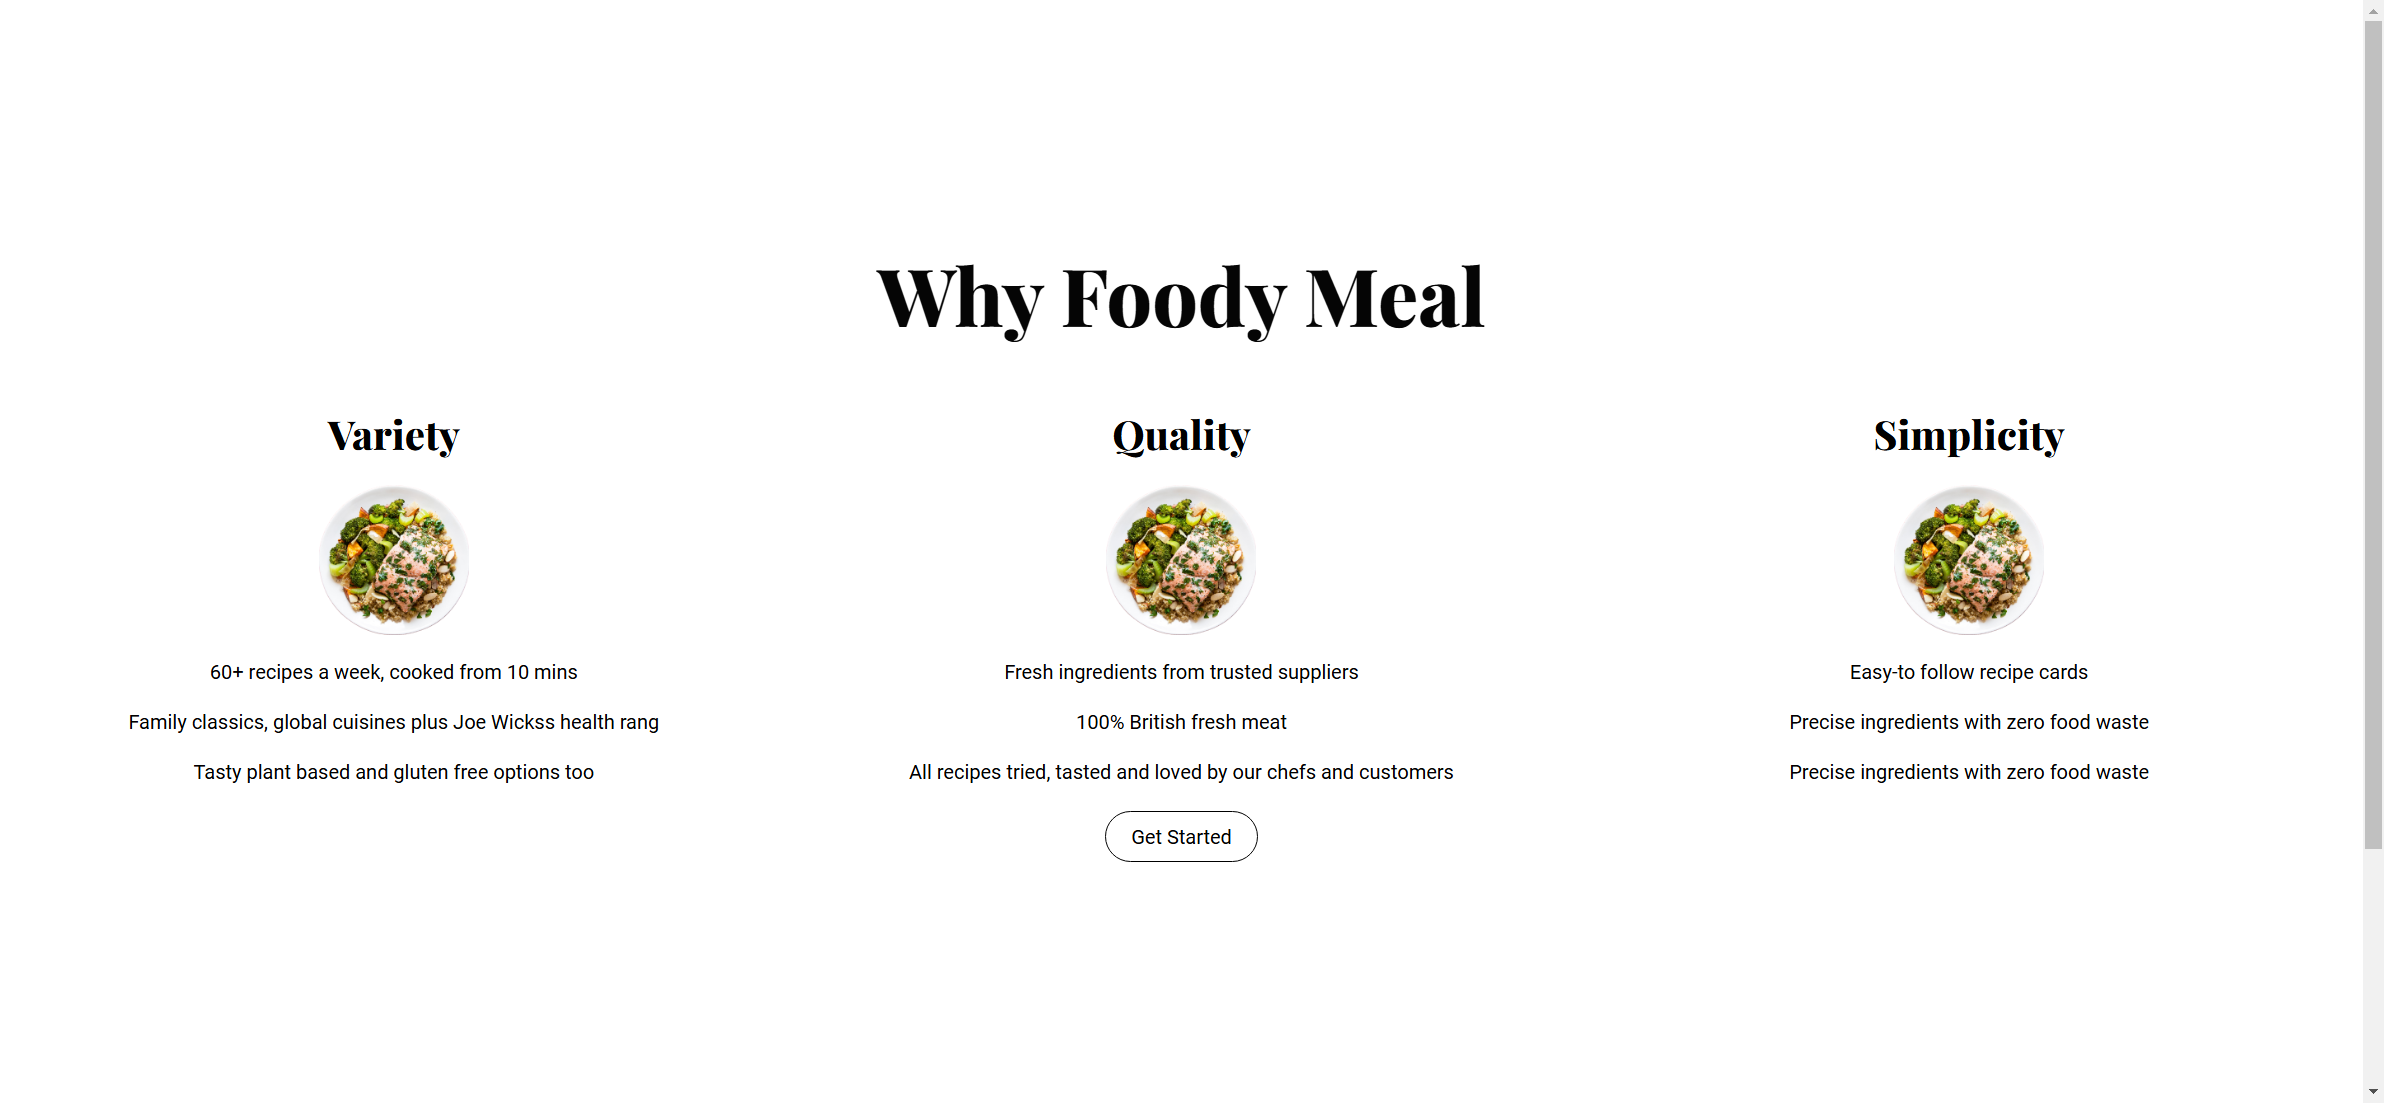 Why Foody Meal
Variety
60+ recipes a week, cooked from 10 mins
Family classics, global cuisines plus Joe Wickss health rang
Tasty plant based and gluten free options too
Quality
Fresh ingredients from trusted suppliers
100% British fresh meat
All recipes tried, tasted and loved by our chefs and customers
Get Started
Simplicity
Easy-to follow recipe cards
Precise ingredients with zero food waste
Precise ingredients with zero food waste